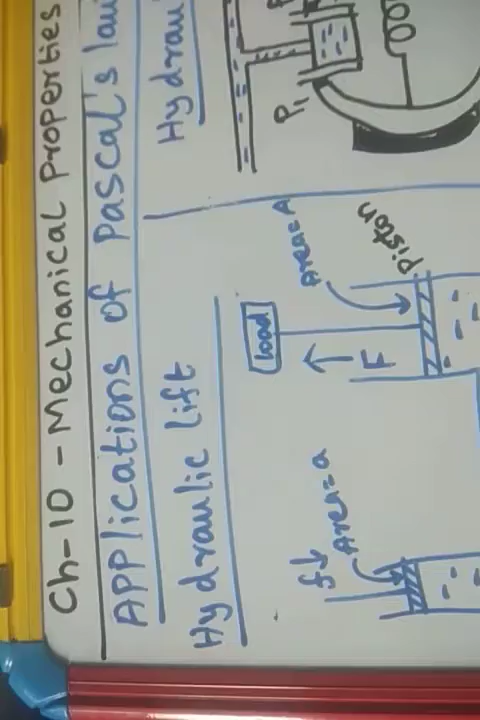 Ch-10 - Mechanical Properties
APPlications of Pascal's law
Hydraulic lift
Hydrau
load
F
Area=A
Piston
f
Area=a
P1